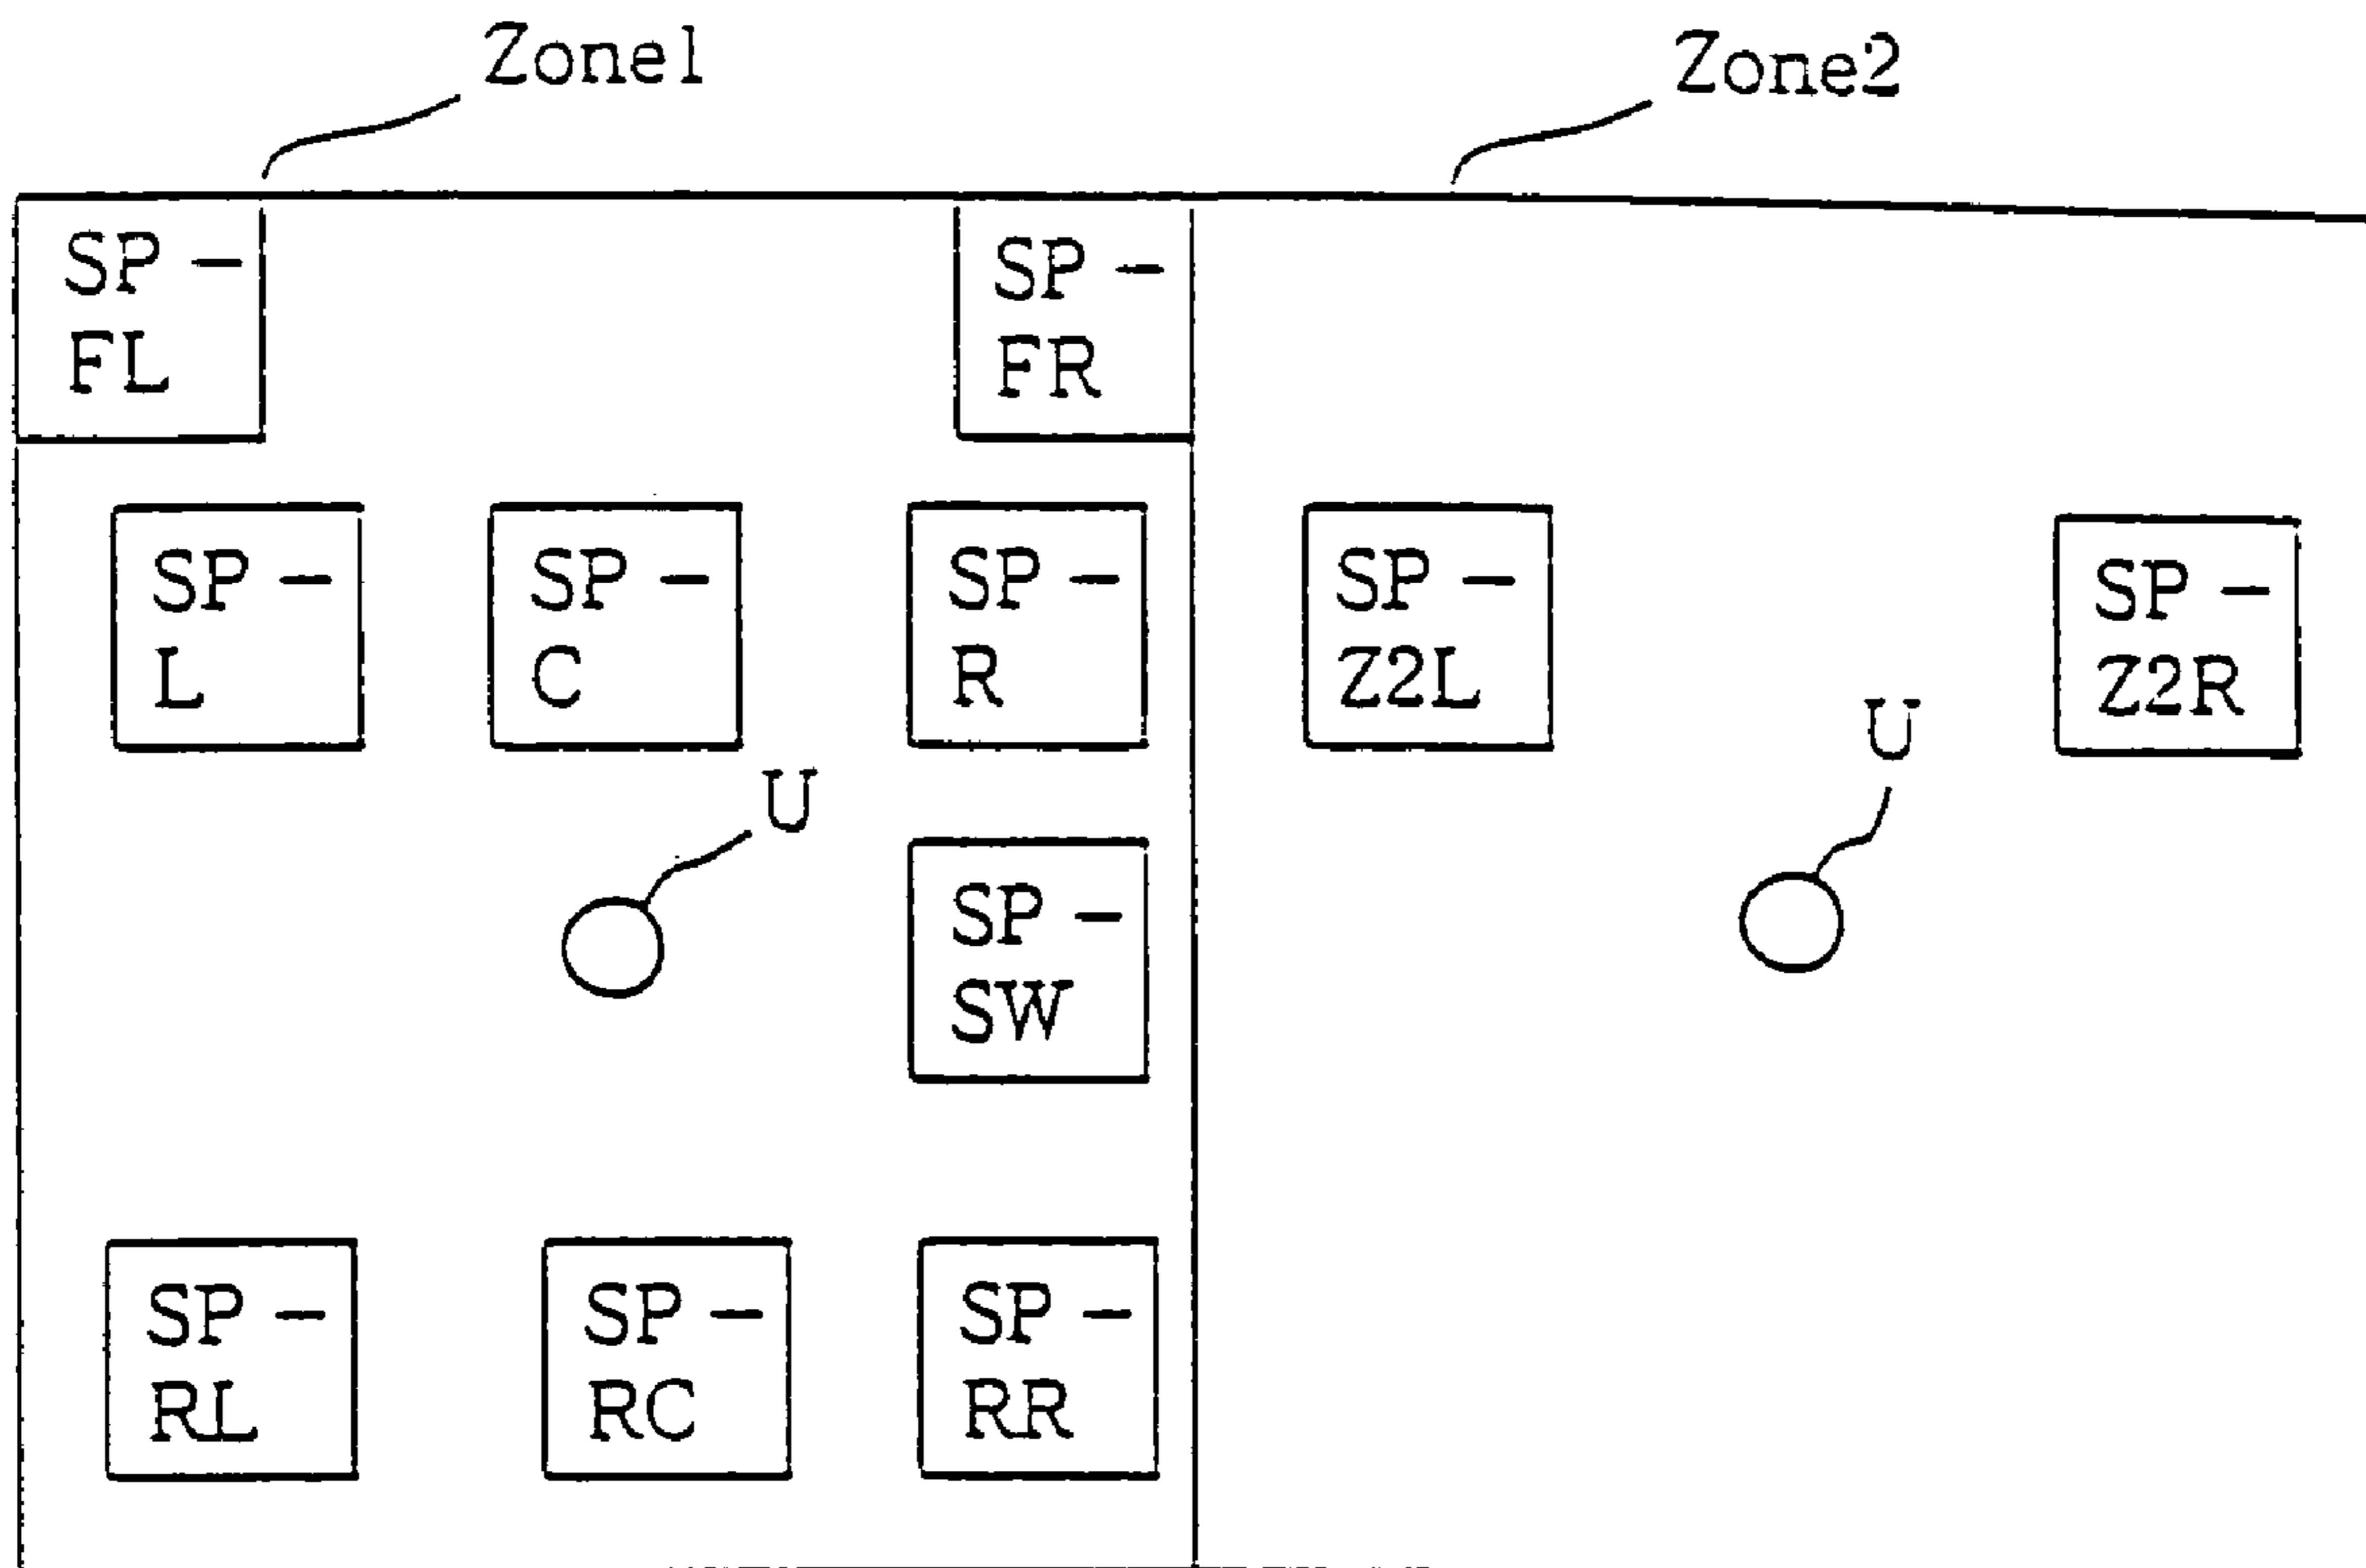 Zone1
Zone2
SP -
FL
SP -
FR
SP -
L
SP -
C
SP -
R
SP -
Z2L
SP -
Z2R
U
U
SP -
SW
SP -
RL
SP -
RC
SP -
RR